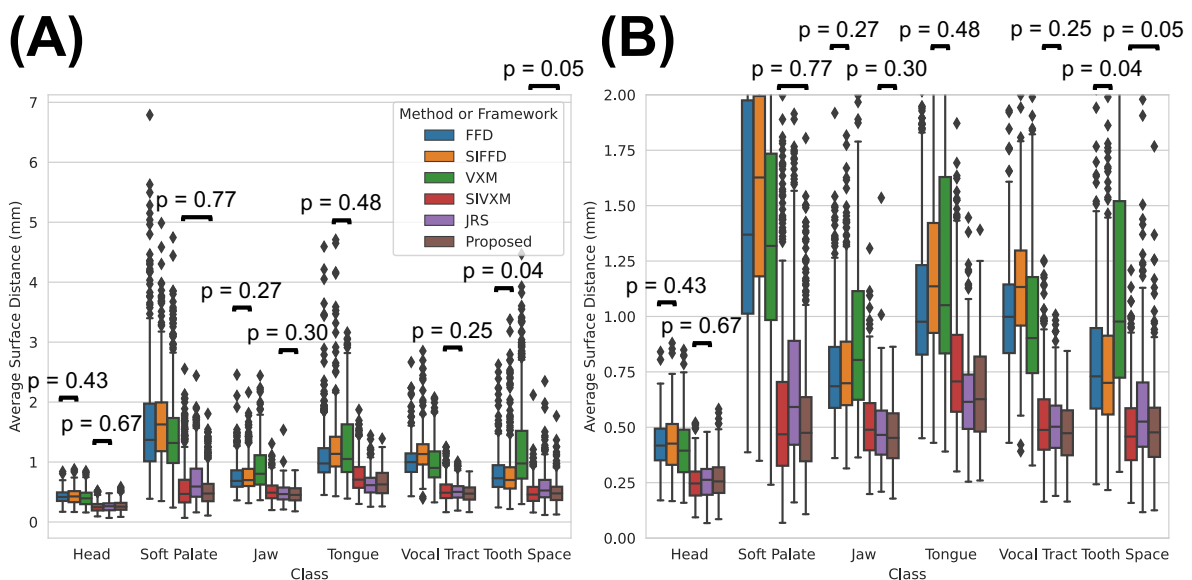 (A)
p = 0.05
7
6
5
4
3
2
1
0
Average Surface Distance (mm)
Method or Framework
FFD
SIFFD
VXM
SIVXM
JRS
Proposed
p = 0.77
p = 0.48
p = 0.04
p = 0.27
p = 0.30
p = 0.25
p = 0.43
p = 0.67
Head Soft Palate Jaw Tongue Vocal Tract Tooth Space
Class
(B)
p = 0.27 p = 0.48 p = 0.25 p = 0.05
p = 0.77 p = 0.30 p = 0.04
2.00
1.75
1.50
1.25
1.00
0.75
0.50
0.25
0.00
Average Surface Distance (mm)
p = 0.43
p = 0.67
Head Soft Palate Jaw Tongue Vocal Tract Tooth Space
Class